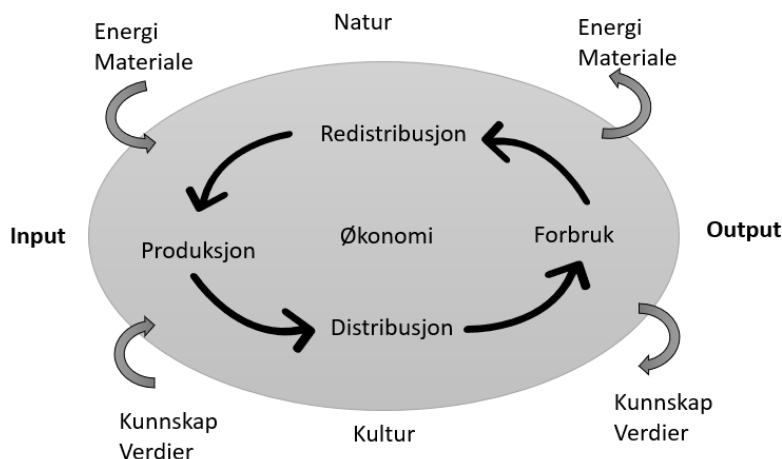 Energi
Materiale
Natur
Energi
Materiale
Redistribusjon
Input
Produksjon
Økonomi
Forbruk
Output
Distribusjon
Kunnskap
Verdier
Kultur
Kunnskap
Verdier